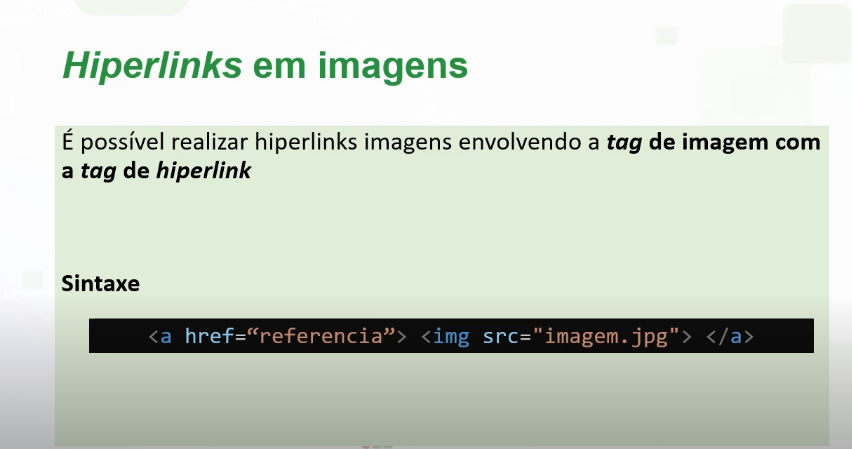 Hiperlinks em imagens
É possível realizar hiperlinks imagens envolvendo a tag de imagem com
a tag de hiperlink
Sintaxe
<a href=“referencia”> <img src="imagem.jpg"> </a>